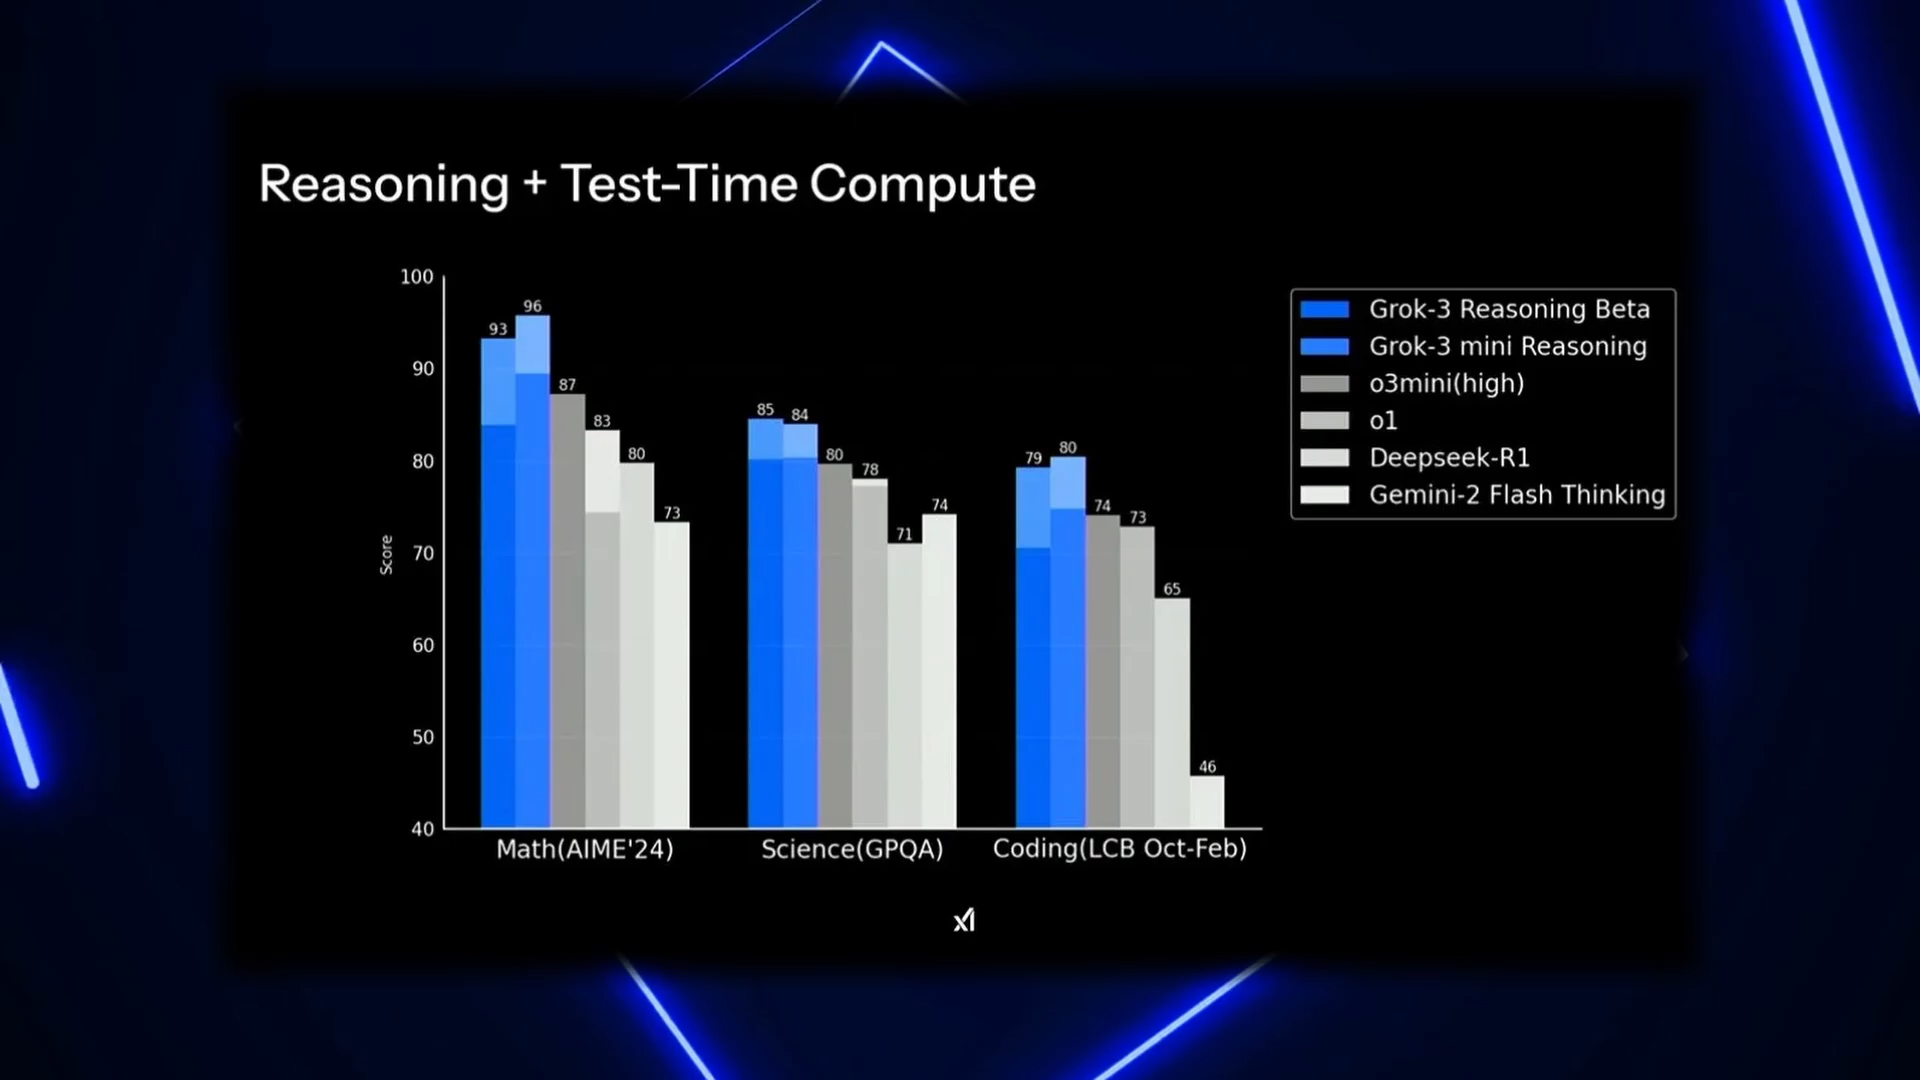 Reasoning + Test-Time Compute
100
90
80
70
60
50
40
Score
93
96
87
83
80
73
85
84
80
78
71
74
79
80
74
73
65
46
Math(AIME'24)
Science(GPQA)
Coding(LCB Oct-Feb)
Grok-3 Reasoning Beta
Grok-3 mini Reasoning
o3mini(high)
o1
Deepseek-R1
Gemini-2 Flash Thinking
xI